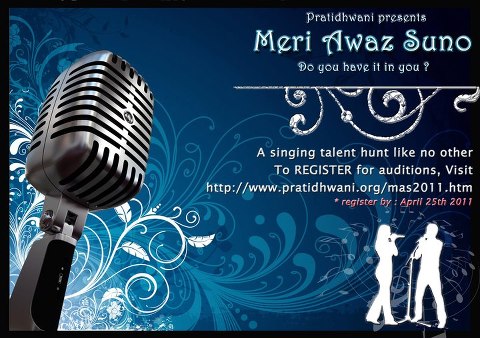 Pratidhwani presents
Meri Awaz Suno
Do you have it in you ?
A singing talent hunt like no other
To REGISTER for auditions, Visit
http://www.pratidhwani.org/mas2011.htm
* register by : April 25th 2011